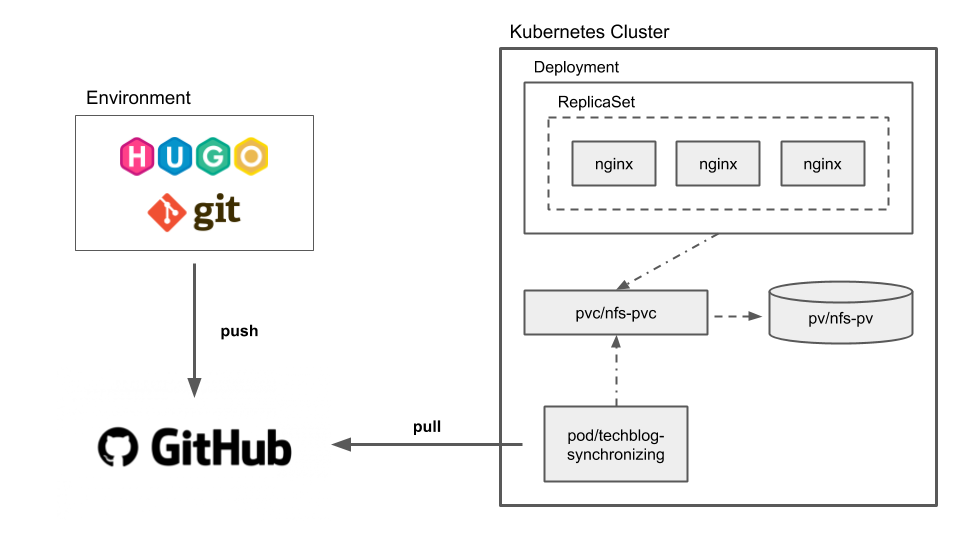 Kubernetes Cluster
Deployment
ReplicaSet
nginx
nginx
nginx
Environment
HUGO
git
push
pvc/nfs-pvc
pv/nfs-pv
GitHub
pull
pod/techblog-
synchronizing